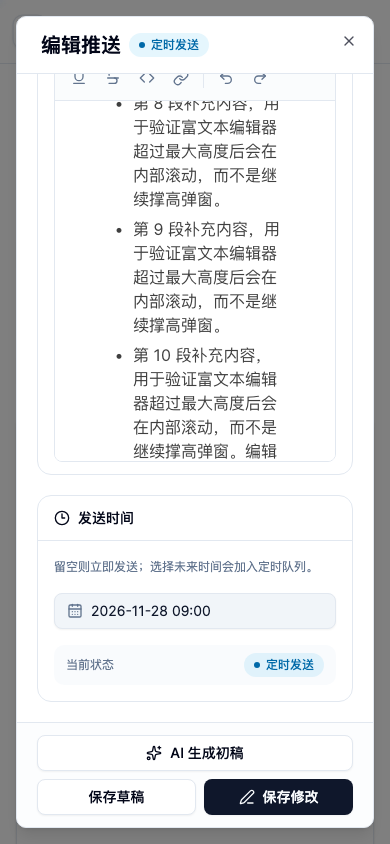 编辑推送
定时发送
第 8 段补充内容，用
于验证富文本编辑器
超过最大高度后会在
内部滚动，而不是继
续撑高弹窗。
第 9 段补充内容，用
于验证富文本编辑器
超过最大高度后会在
内部滚动，而不是继
续撑高弹窗。
第 10 段补充内容，
用于验证富文本编辑
器超过最大高度后会
在内部滚动，而不是
继续撑高弹窗。编辑
发送时间
留空则立即发送；选择未来时间会加入定时队列。
2026-11-28 09:00
当前状态
定时发送
AI 生成初稿
保存草稿
保存修改